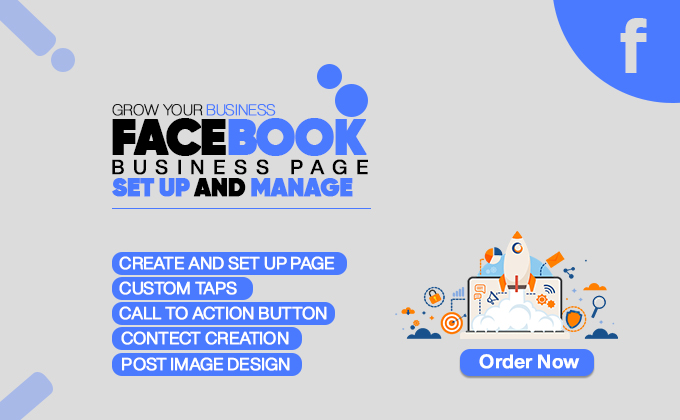 f
GROW YOUR BUSINESS
FACEBOOK
BUSINESS PAGE
SET UP AND MANAGE
CREATE AND SET UP PAGE
CUSTOM TAPS
CALL TO ACTION BUTTON
CONTECT CREATION
POST IMAGE DESIGN
Order Now